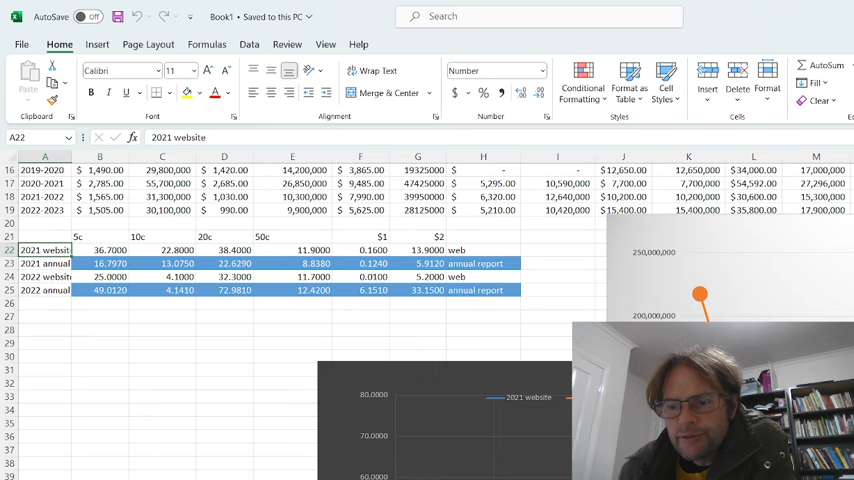 AutoSave Off Book1 • Saved to this PC Search
File Home Insert Page Layout Formulas Data Review View Help
Paste Calibri 11 A A Wrap Text Number Conditional Formatting Format as Table Cell Styles Insert Delete Format AutoSum
B I U A Merge & Center $ % 9 Fill
Clear
Clipboard Font Alignment Number Styles Cells
A22 fx 2021 website
A B C D E F G H I J K L M
16 2019-2020 $ 1,490.00 29,800,000 $ 1,420.00 14,200,000 $ 3,865.00 19325000 $ - - $12,650.00 12,650,000 $34,000.00 17,000,000
17 2020-2021 $ 2,785.00 55,700,000 $ 2,685.00 26,850,000 $ 9,485.00 47425000 $ 5,295.00 10,590,000 $ 7,700.00 7,700,000 $54,592.00 27,296,000
18 2021-2022 $ 1,565.00 31,300,000 $ 1,030.00 10,300,000 $ 7,990.00 39950000 $ 6,320.00 12,640,000 $10,200.00 10,200,000 $30,400.00 15,200,000
19 2022-2023 $ 1,505.00 30,100,000 $ 990.00 9,900,000 $ 5,625.00 28125000 $ 5,210.00 10,420,000 $15,400.00 15,400,000 $35,800.00 17,900,000
20
21 5c 10c 20c 50c $1 $2
22 2021 websit 36.7000 22.8000 38.4000 11.9000 0.1600 13.9000 web
23 2021 annual 16.7970 13.0750 22.6290 8.8380 0.1240 5.9120 annual report
24 2022 website 25.0000 4.1000 32.3000 11.7000 0.0100 5.2000 web
25 2022 annual 49.0120 4.1410 72.9810 12.4200 6.1510 33.1500 annual report
26
27
28
29
30
31
32
33
34
35
36
37
38
39
250,000,000
200,000,000
80.0000
2021 website
70.0000
60.0000